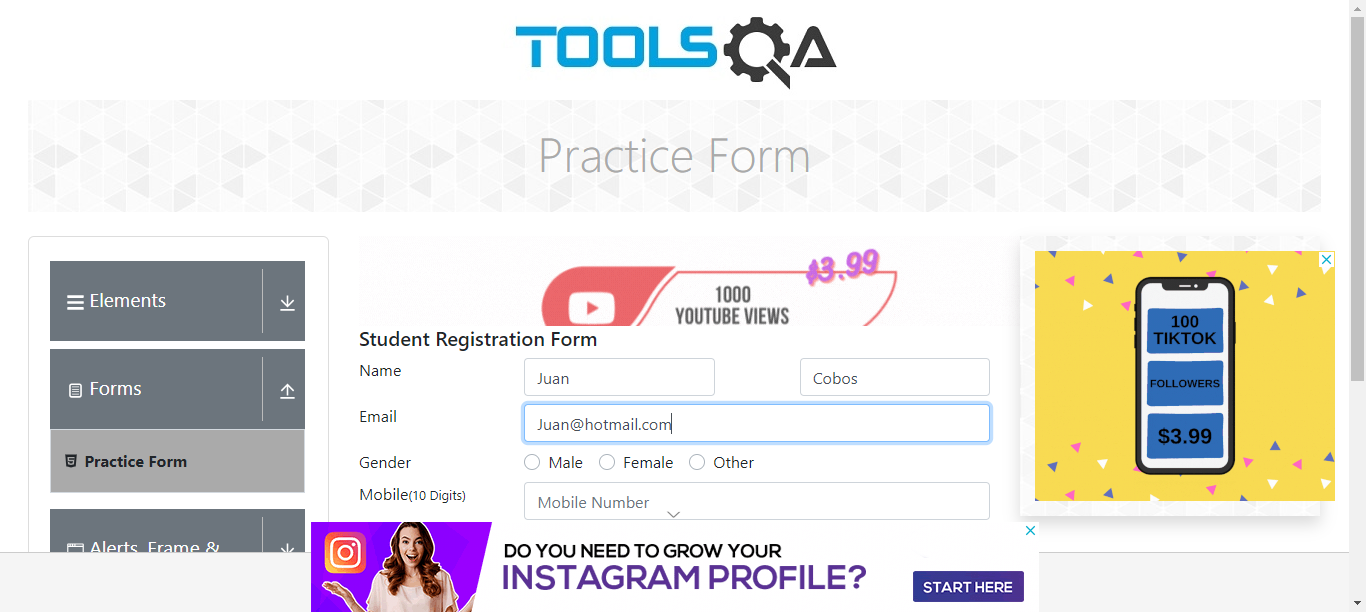 TOOLSQA
Practice Form
Elements
Forms
Practice Form
Alerts, Frame &
$3.99
1000
YOUTUBE VIEWS
Student Registration Form
Name
Juan
Cobos
Email
Juan@hotmail.com
Gender
Male
Female
Other
Mobile(10 Digits)
Mobile Number
100
TIKTOK
FOLLOWERS
$3.99
DO YOU NEED TO GROW YOUR
INSTAGRAM PROFILE?
START HERE